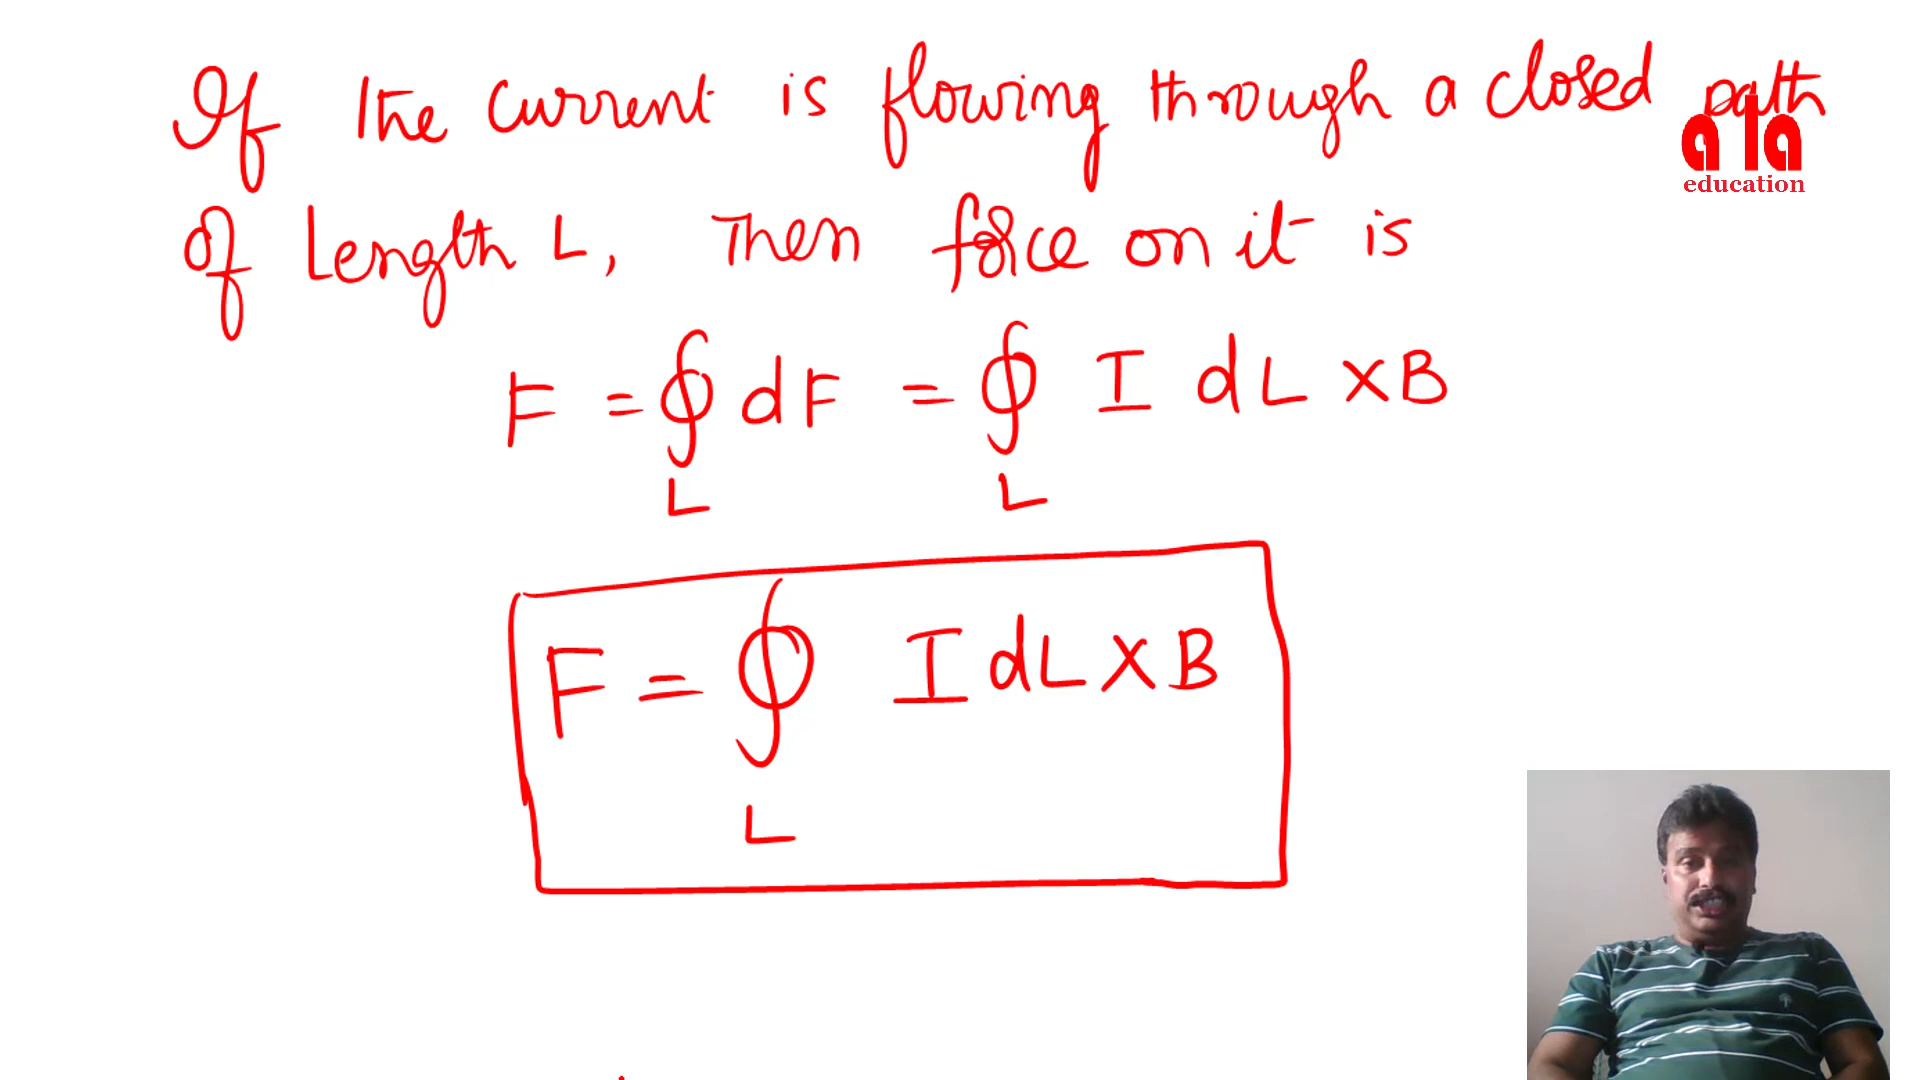 If the current is flowing through a closed path
a la
education
of length L, Then force on it is
F = ∮ dF = ∮ I dL × B
L L
F = ∮ I dL × B
L